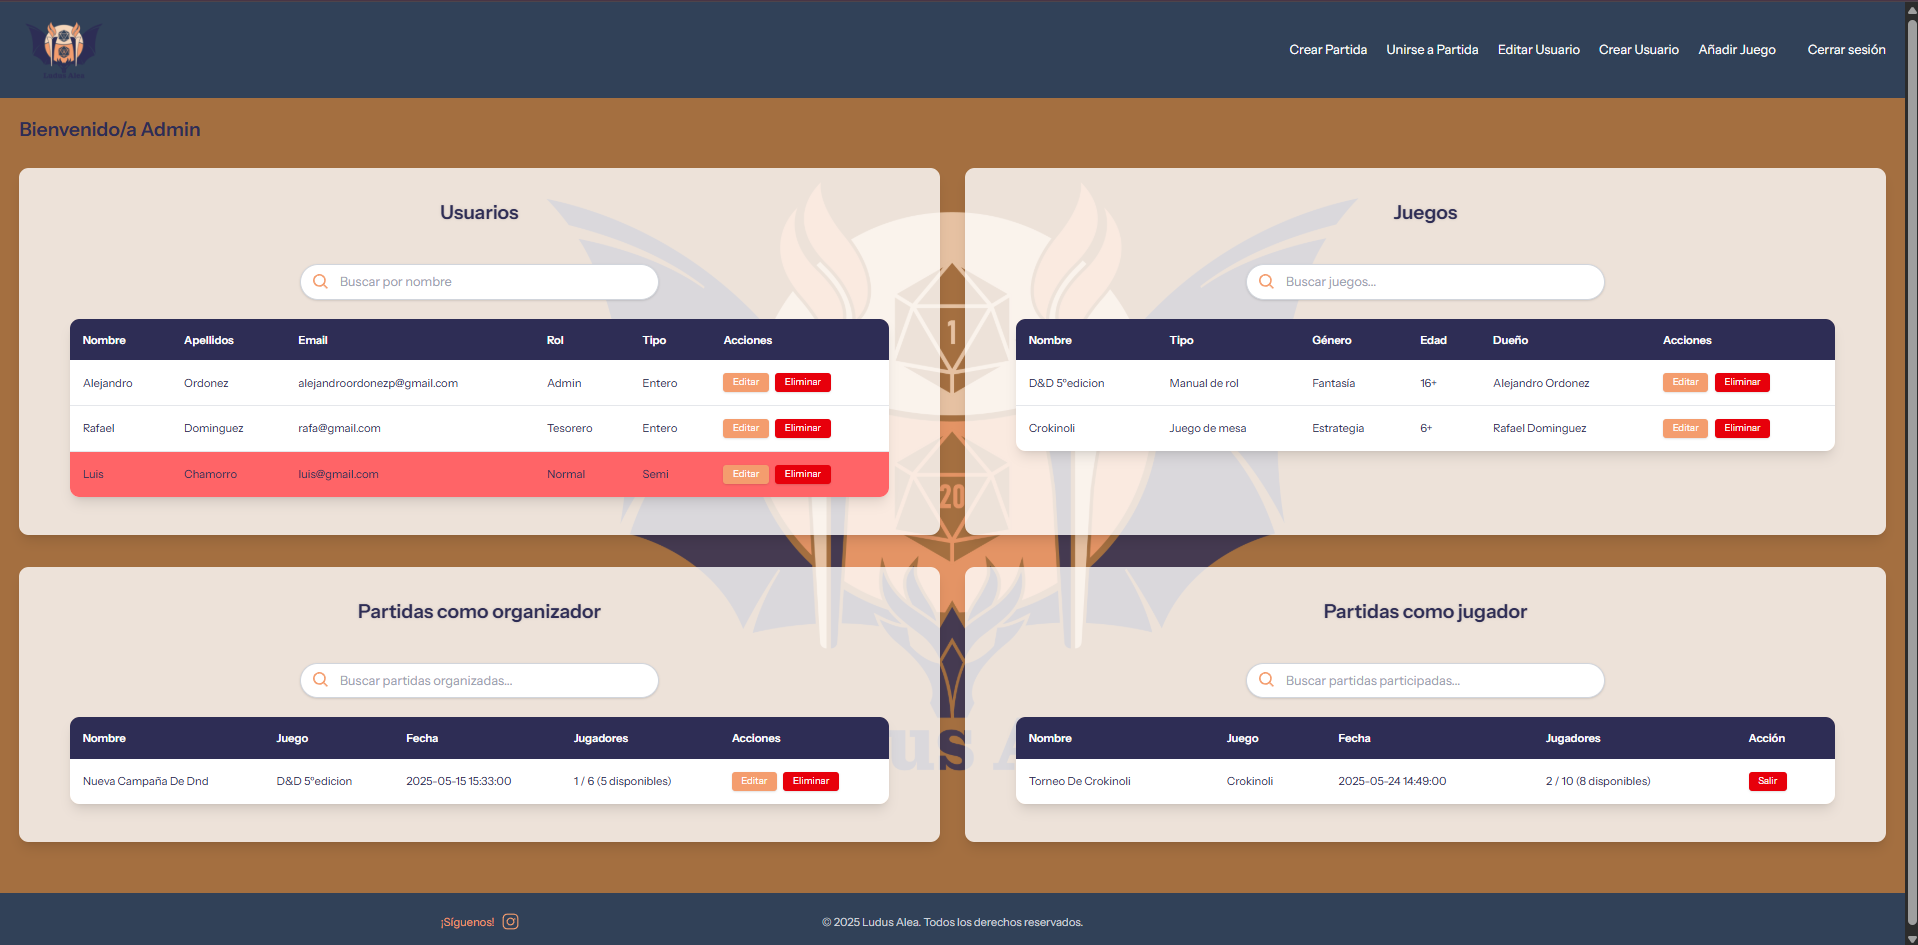 Ludus Alea
Crear Partida Unirse a Partida Editar Usuario Crear Usuario Añadir Juego Cerrar sesión
Bienvenido/a Admin
Usuarios
Buscar por nombre
Nombre Apellidos Email Rol Tipo Acciones
Alejandro Ordonez alejandroordonezp@gmail.com Admin Entero Editar Eliminar
Rafael Dominguez rafa@gmail.com Tesorero Entero Editar Eliminar
Luis Chamorro luis@gmail.com Normal Semi Editar Eliminar
Juegos
Buscar juegos...
Nombre Tipo Género Edad Dueño Acciones
D&D 5ºedicion Manual de rol Fantasía 16+ Alejandro Ordonez Editar Eliminar
Crokinoli Juego de mesa Estrategia 6+ Rafael Dominguez Editar Eliminar
1
20
Partidas como organizador
Buscar partidas organizadas...
Nombre Juego Fecha Jugadores Acciones
Nueva Campaña De Dnd D&D 5ºedicion 2025-05-15 15:33:00 1 / 6 (5 disponibles) Editar Eliminar
Partidas como jugador
Buscar partidas participadas...
Nombre Juego Fecha Jugadores Acción
Torneo De Crokinoli Crokinoli 2025-05-24 14:49:00 2 / 10 (8 disponibles) Salir
us A
¡Síguenos!
© 2025 Ludus Alea. Todos los derechos reservados.